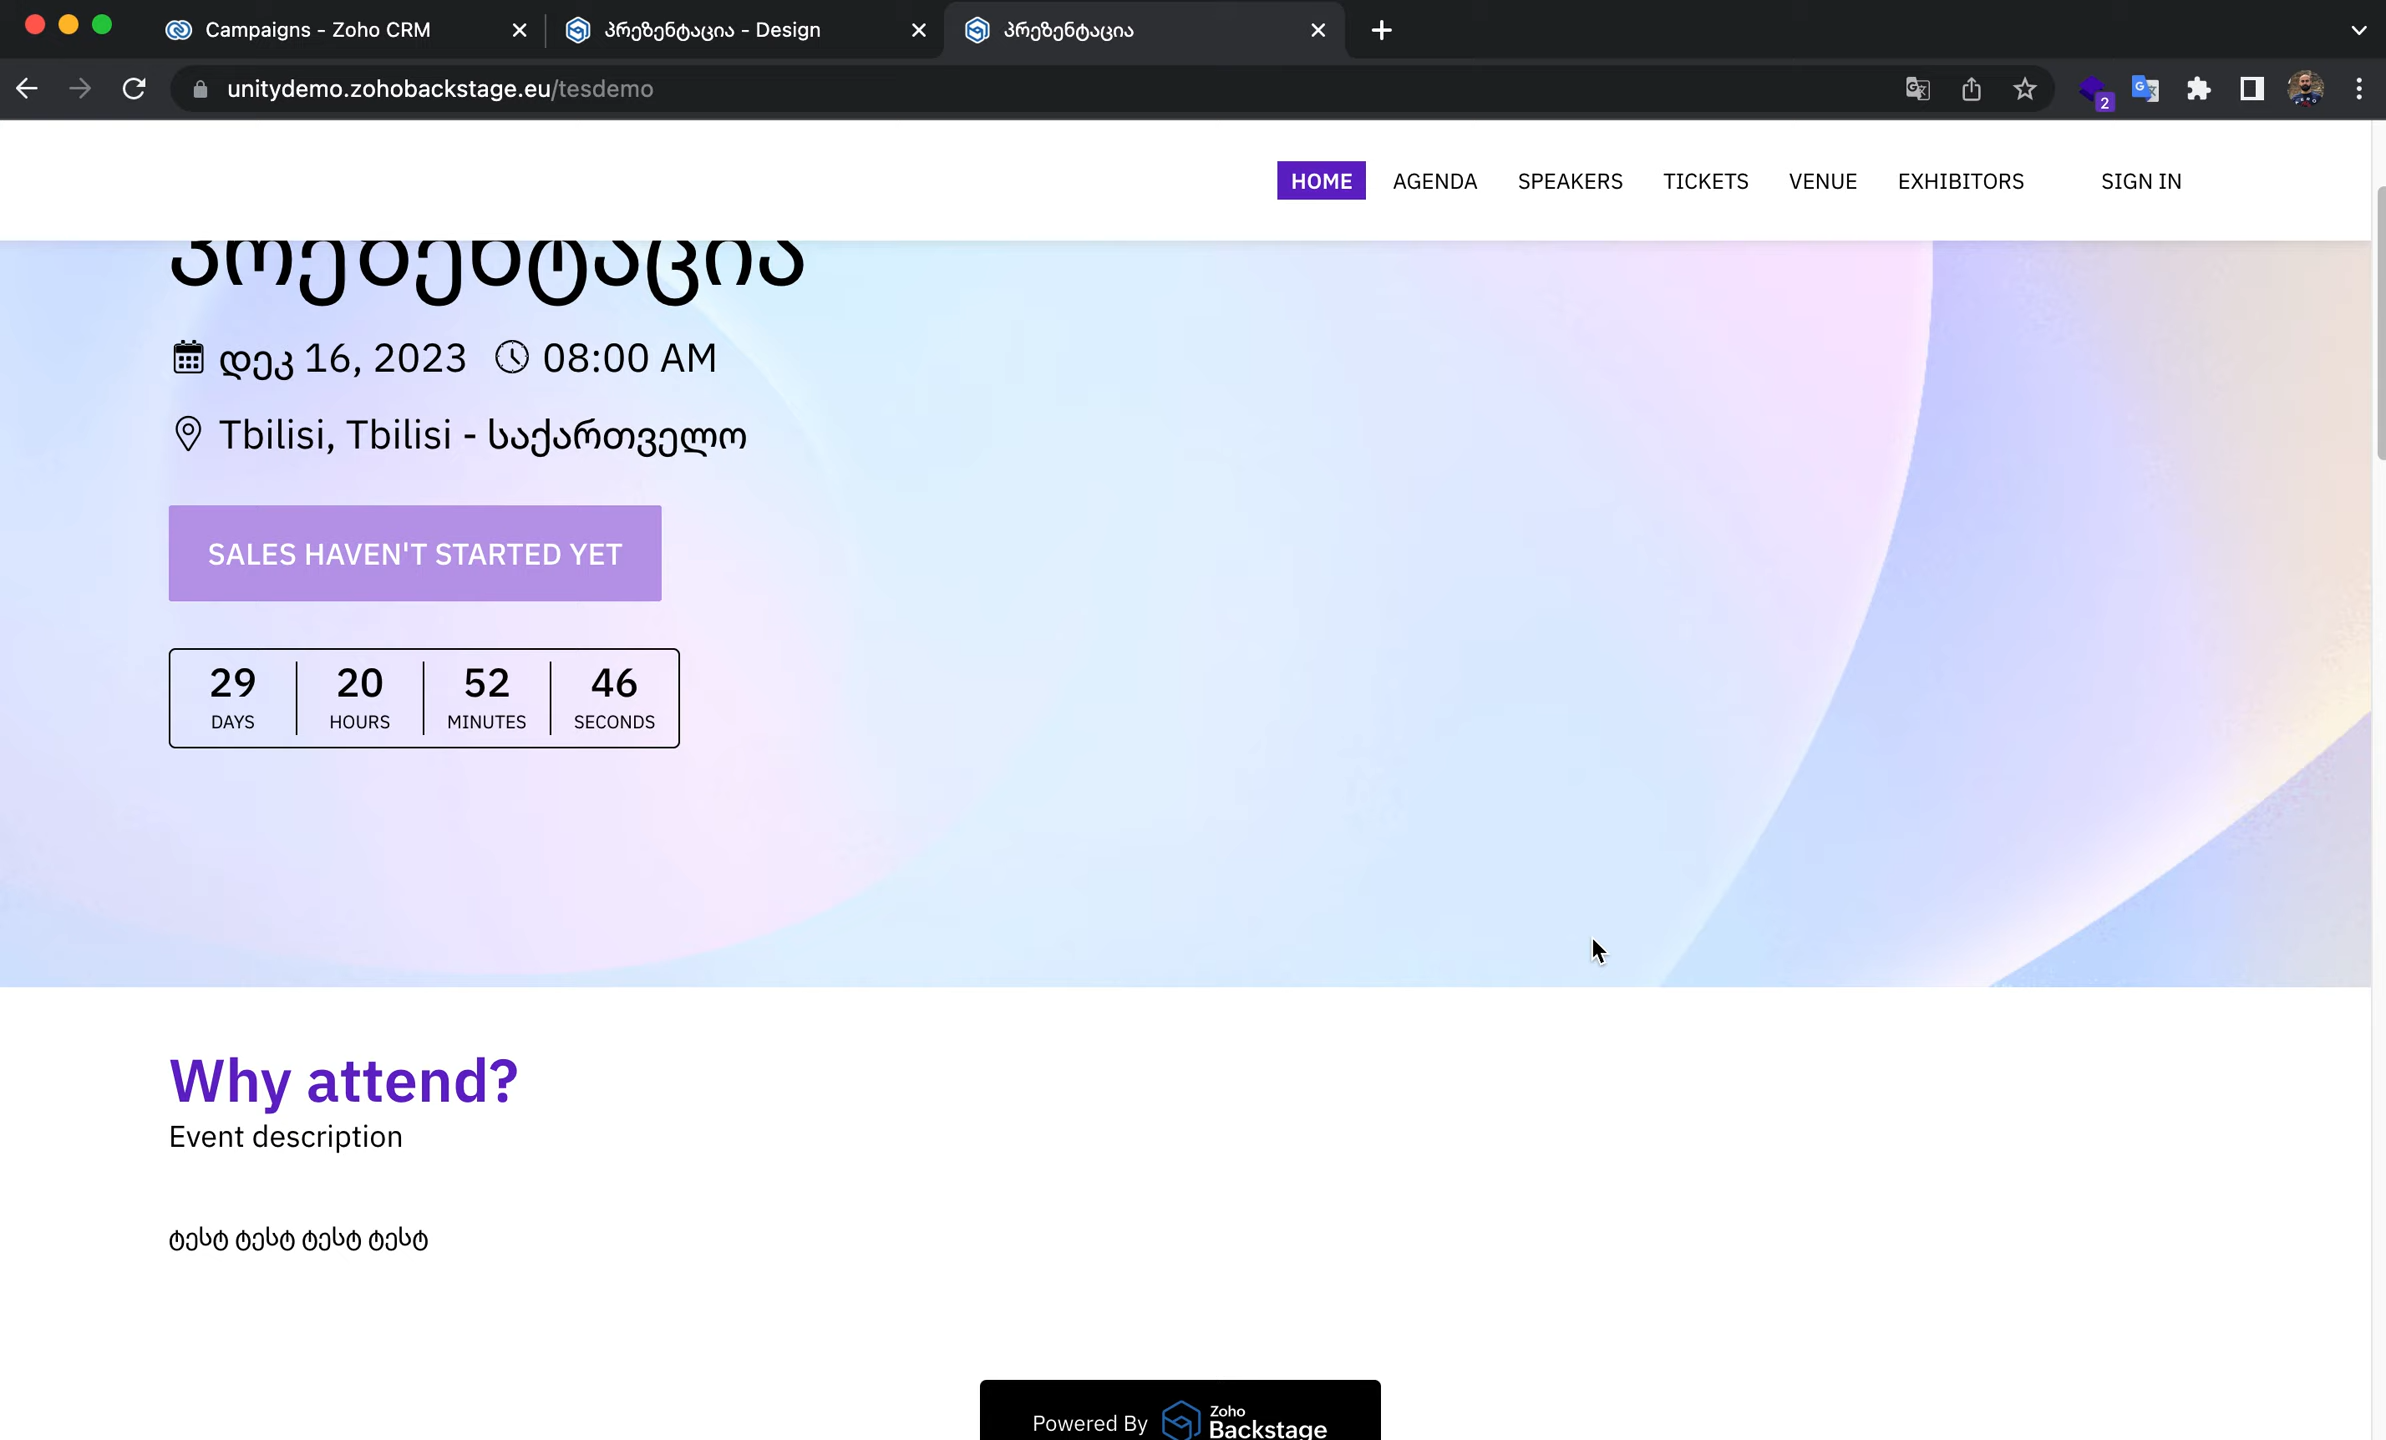 Campaigns - Zoho CRM
პრეზენტაცია - Design
პრეზენტაცია
unitydemo.zohobackstage.eu/tesdemo
2
HOME
AGENDA
SPEAKERS
TICKETS
VENUE
EXHIBITORS
SIGN IN
პრეზენტაცია
დეკ 16, 2023
08:00 AM
Tbilisi, Tbilisi - საქართველო
SALES HAVEN'T STARTED YET
29
20
52
46
DAYS
HOURS
MINUTES
SECONDS
Why attend?
Event description
ტესტ ტესტ ტესტ ტესტ
Powered By
Zoho
Backstage